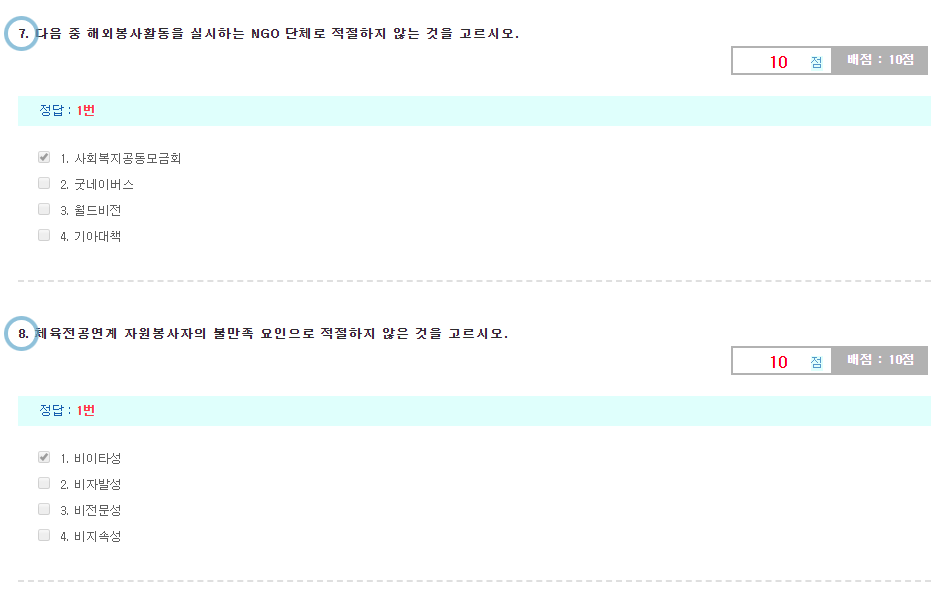 7. 다음 중 해외봉사활동을 실시하는 NGO 단체로 적절하지 않는 것을 고르시오.
10 점 배점 : 10점
정답 : 1번
1. 사회복지공동모금회
2. 굿네이버스
3. 월드비전
4. 기아대책
8. 체육전공연계 자원봉사자의 불만족 요인으로 적절하지 않은 것을 고르시오.
10 점 배점 : 10점
정답 : 1번
1. 비이타성
2. 비자발성
3. 비전문성
4. 비지속성